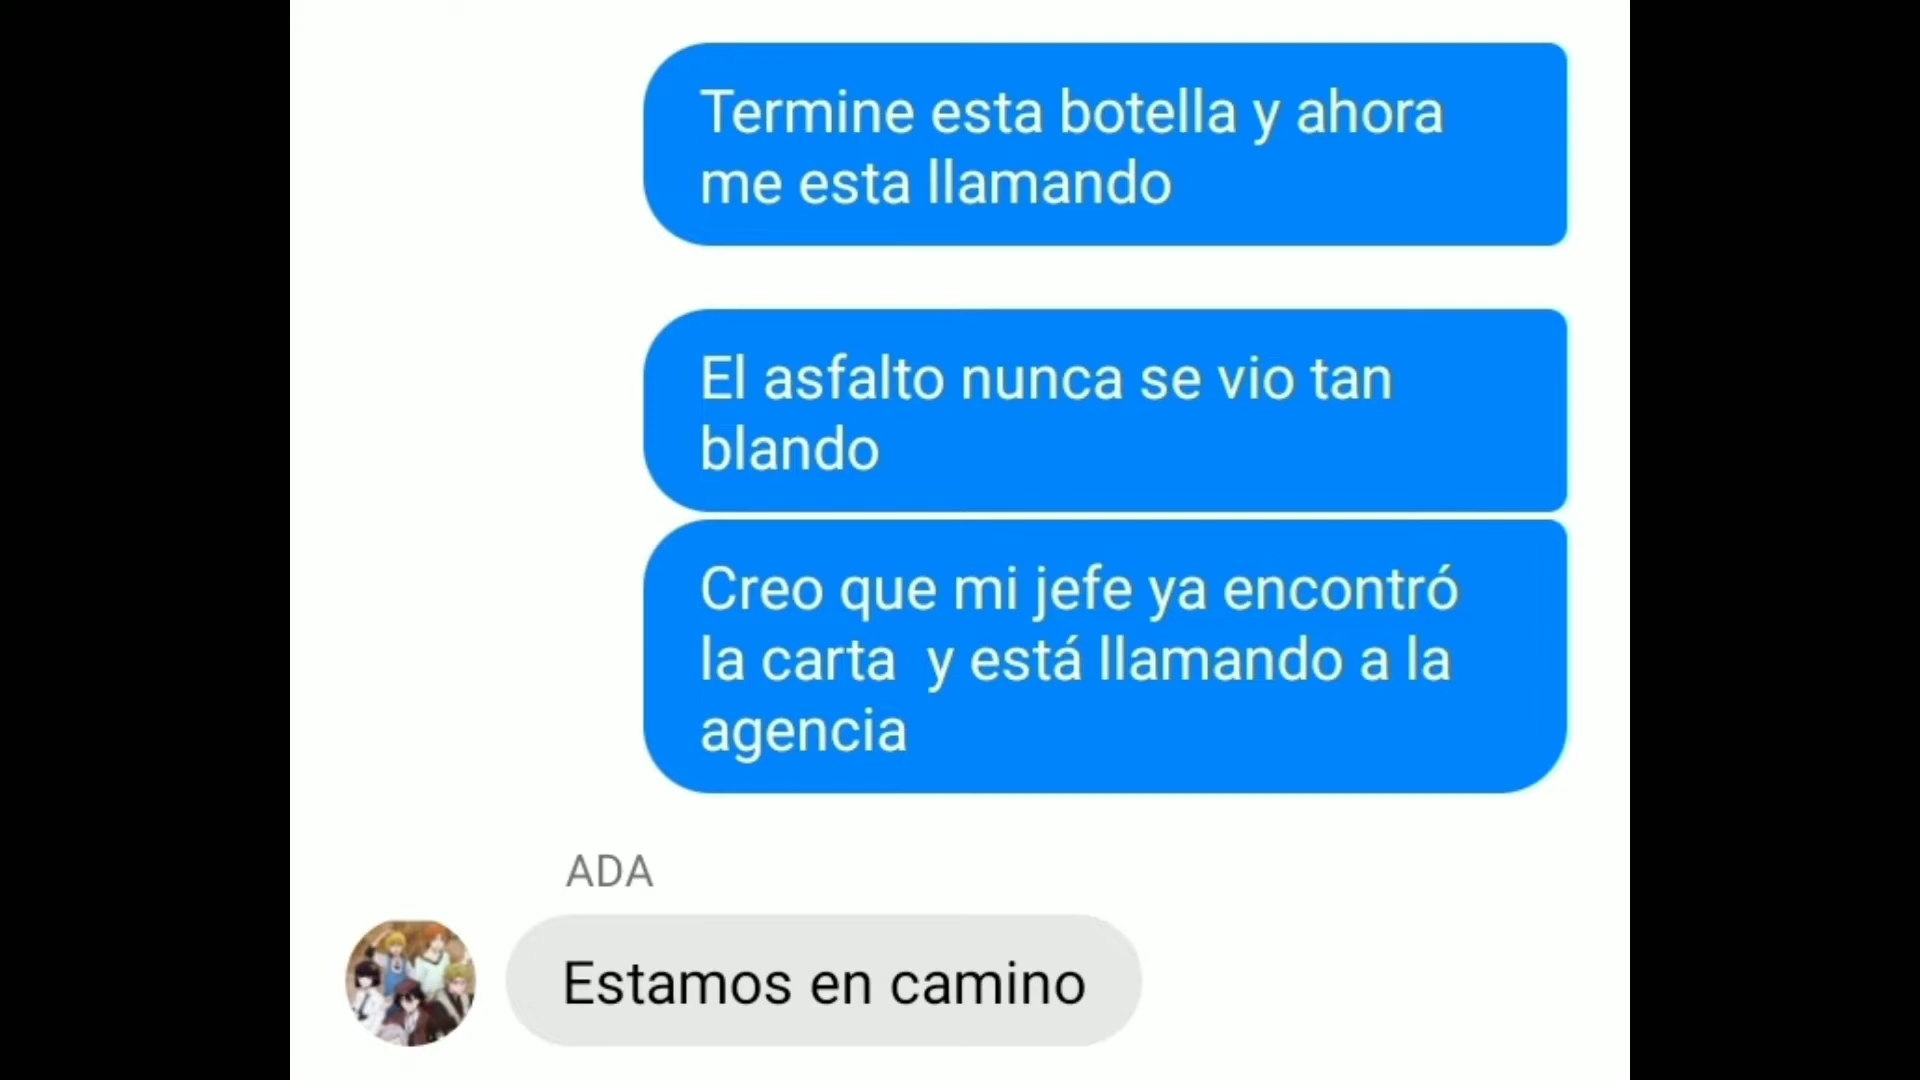 Termine esta botella y ahora
me esta llamando
El asfalto nunca se vio tan
blando
Creo que mi jefe ya encontró
la carta  y está llamando a la
agencia
ADA
Estamos en camino